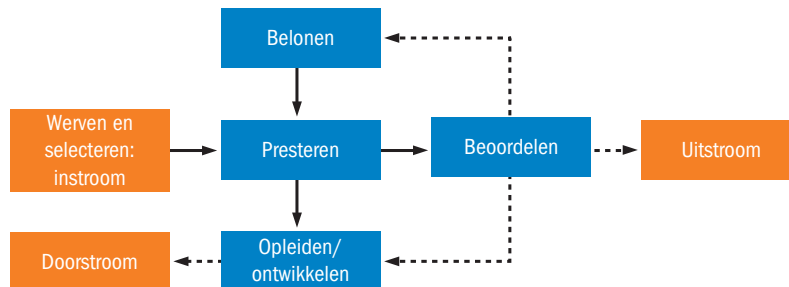 Belonen
Werven en
selecteren:
instroom
Presteren
Beoordelen
Uitstroom
Doorstroom
Opleiden/
ontwikkelen